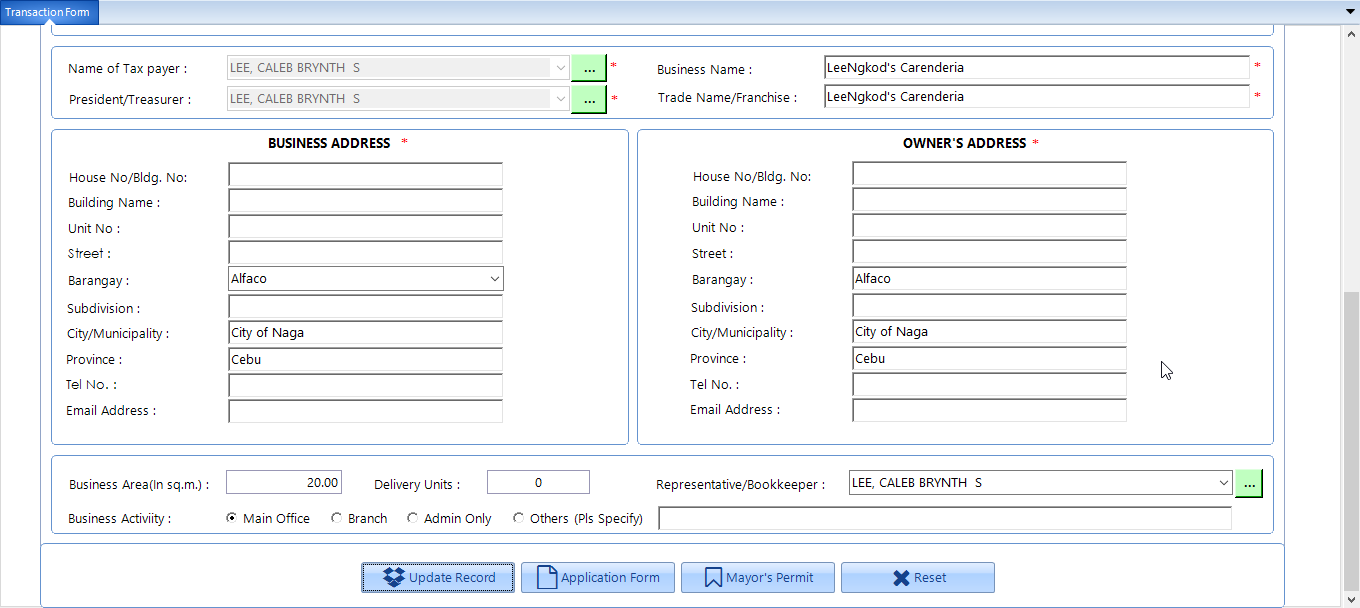 Transaction Form
Name of Tax payer : LEE, CALEB BRYNTH S ... * Business Name : LeeNgkod's Carenderia *
President/Treasurer : LEE, CALEB BRYNTH S ... * Trade Name/Franchise : LeeNgkod's Carenderia *
BUSINESS ADDRESS *
House No/Bldg. No:
Building Name :
Unit No :
Street :
Barangay : Alfaco
Subdivision :
City/Municipality : City of Naga
Province : Cebu
Tel No. :
Email Address :
OWNER'S ADDRESS *
House No/Bldg. No:
Building Name :
Unit No :
Street :
Barangay : Alfaco
Subdivision :
City/Municipality : City of Naga
Province : Cebu
Tel No. :
Email Address :
Business Area(In sq.m.) : 20.00 Delivery Units : 0 Representative/Bookkeeper : LEE, CALEB BRYNTH S ...
Business Activiity : Main Office Branch Admin Only Others (Pls Specify)
Update Record Application Form Mayor's Permit Reset